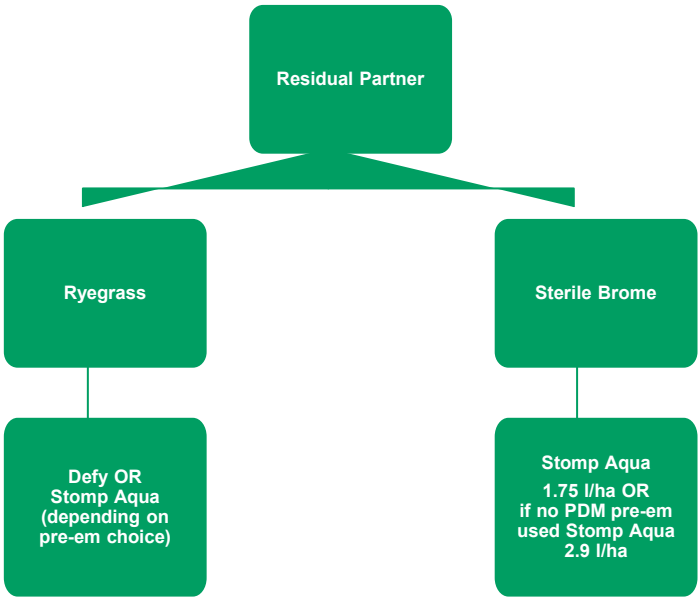 Residual Partner
Ryegrass
Sterile Brome
Defy OR
Stomp Aqua
(depending on
pre-em choice)
Stomp Aqua
1.75 l/ha OR
if no PDM pre-em
used Stomp Aqua
2.9 l/ha